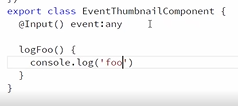 export class EventThumbnailComponent {
@Input() event:any
logFoo() {
console.log('foo')
}
}